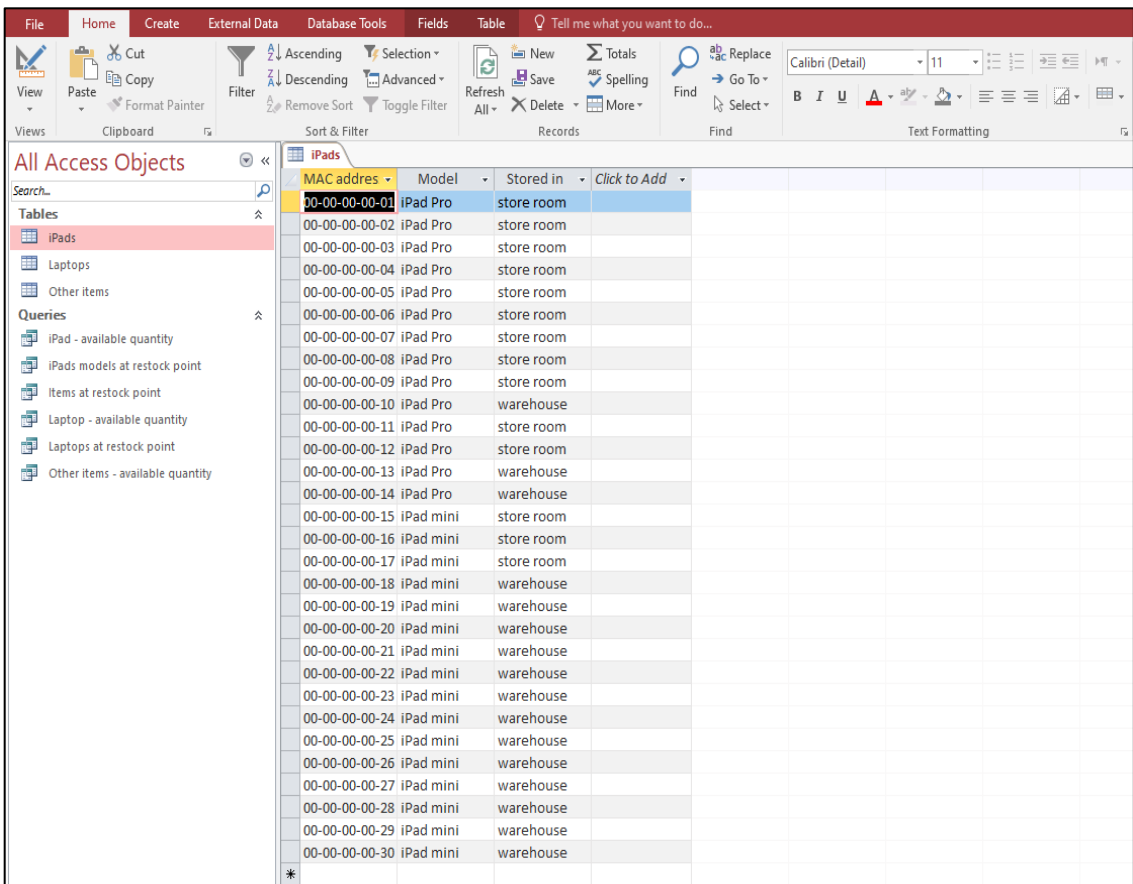 File Home Create External Data Database Tools Fields Table Tell me what you want to do...
View
Paste
Cut
Copy
Format Painter
Filter
Ascending
Descending
Remove Sort
Selection
Advanced
Toggle Filter
Refresh
All
New
Save
Delete
Totals
Spelling
More
Find
Replace
Go To
Select
Calibri (Detail) 11
B I U A
Views Clipboard Sort & Filter Records Find Text Formatting
All Access Objects
Search...
Tables
iPads
Laptops
Other items
Queries
iPad - available quantity
iPads models at restock point
Items at restock point
Laptop - available quantity
Laptops at restock point
Other items - available quantity
iPads
MAC addres Model Stored in Click to Add
00-00-00-00-01 iPad Pro store room
00-00-00-00-02 iPad Pro store room
00-00-00-00-03 iPad Pro store room
00-00-00-00-04 iPad Pro store room
00-00-00-00-05 iPad Pro store room
00-00-00-00-06 iPad Pro store room
00-00-00-00-07 iPad Pro store room
00-00-00-00-08 iPad Pro store room
00-00-00-00-09 iPad Pro store room
00-00-00-00-10 iPad Pro warehouse
00-00-00-00-11 iPad Pro store room
00-00-00-00-12 iPad Pro store room
00-00-00-00-13 iPad Pro warehouse
00-00-00-00-14 iPad Pro warehouse
00-00-00-00-15 iPad mini store room
00-00-00-00-16 iPad mini store room
00-00-00-00-17 iPad mini store room
00-00-00-00-18 iPad mini warehouse
00-00-00-00-19 iPad mini warehouse
00-00-00-00-20 iPad mini warehouse
00-00-00-00-21 iPad mini warehouse
00-00-00-00-22 iPad mini warehouse
00-00-00-00-23 iPad mini warehouse
00-00-00-00-24 iPad mini warehouse
00-00-00-00-25 iPad mini warehouse
00-00-00-00-26 iPad mini warehouse
00-00-00-00-27 iPad mini warehouse
00-00-00-00-28 iPad mini warehouse
00-00-00-00-29 iPad mini warehouse
00-00-00-00-30 iPad mini warehouse